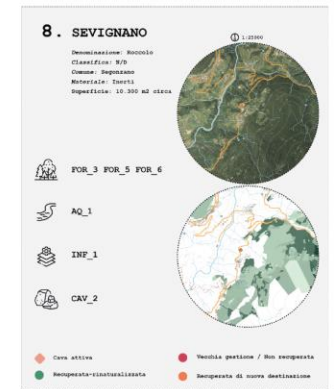 8. SEVIGNANO
1:25000
Denominazione: Roccolo
Classifica: N/D
Comune: Segonzano
Materiale: Inerti
Superficie: 10.300 m2 circa
FOR_3 FOR_5 FOR_6
AQ_1
INF_1
CAV_2
Cava attiva
Vecchia gestione / Non recuperata
Recuperata-rinaturalizzata
Recuperata di nuova destinazione